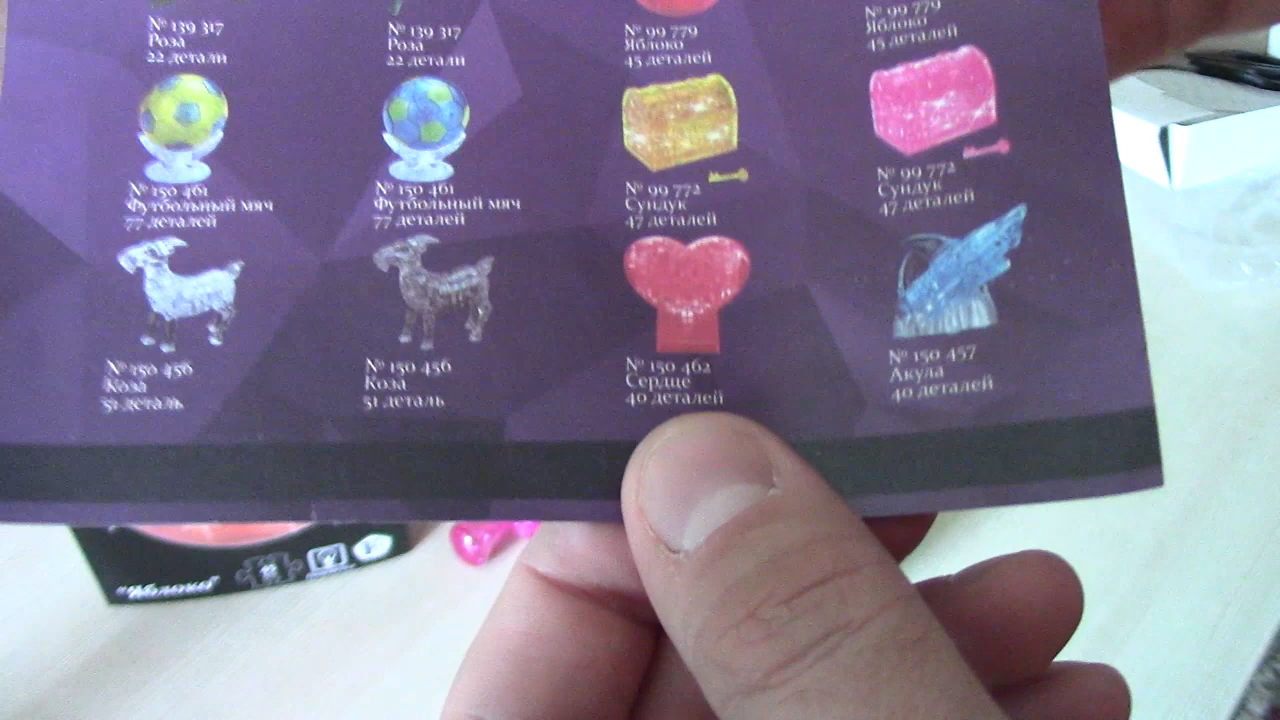 № 139 317
Роза
22 детали
№ 139 317
Роза
22 детали
№ 99 779
Яблоко
45 деталей
№ 99 779
Яблоко
45 деталей
№ 150 461
Футбольный мяч
77 деталей
№ 150 461
Футбольный мяч
77 деталей
№ 99 772
Сундук
47 деталей
№ 99 772
Сундук
47 деталей
№ 150 456
Коза
51 деталь
№ 150 456
Коза
51 деталь
№ 150 462
Сердце
40 деталей
№ 150 457
Акула
40 деталей
"Яблоко"